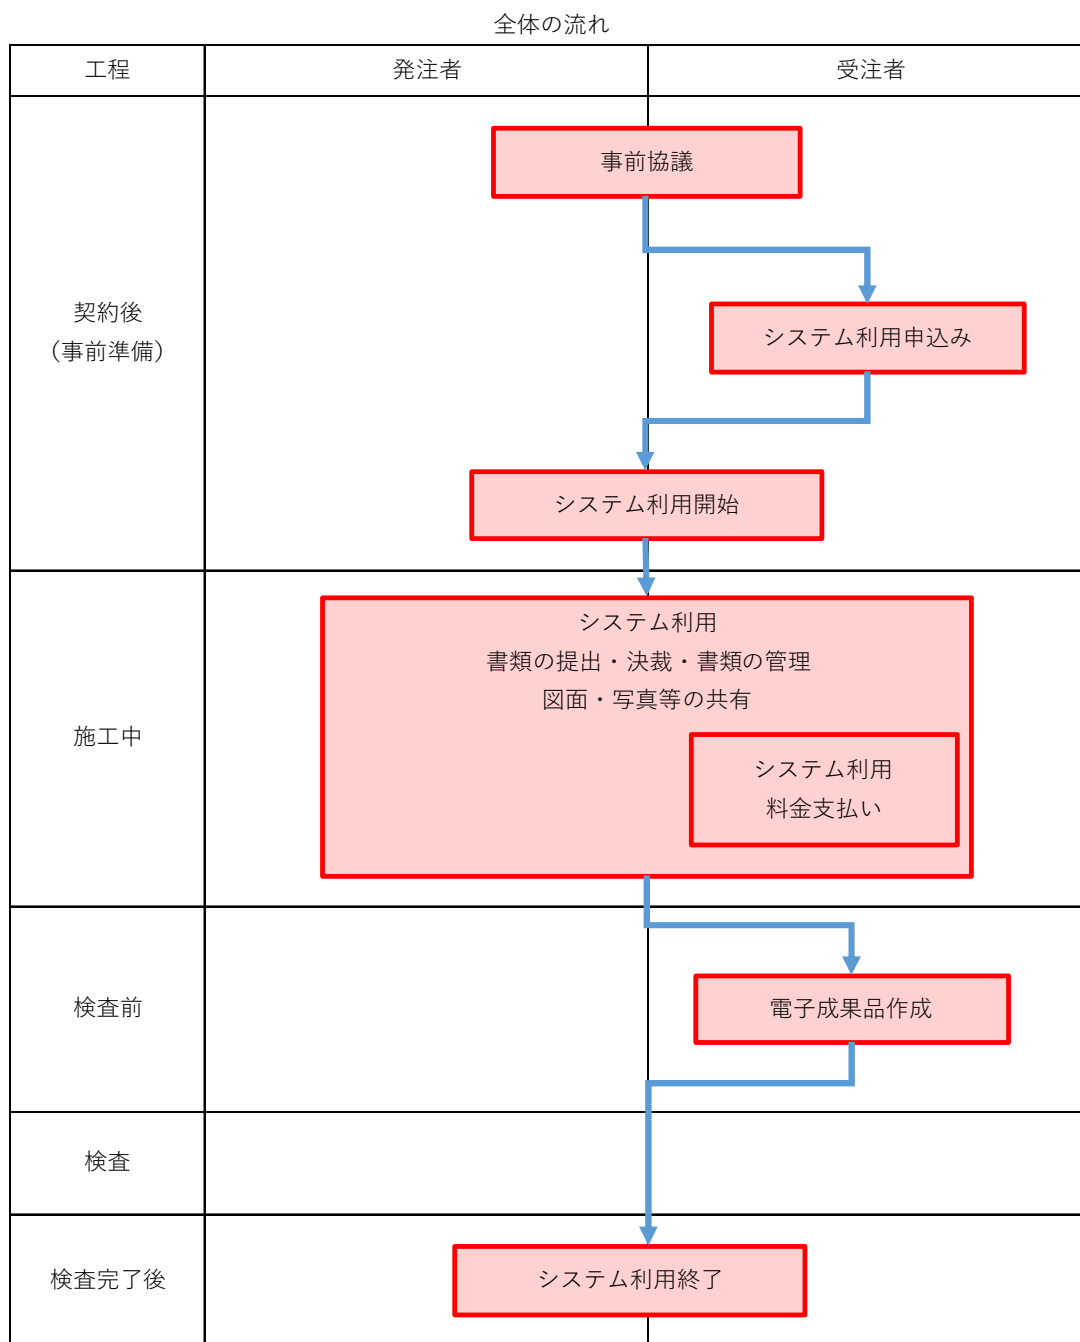 全体の流れ
工程
発注者
受注者
契約後
（事前準備）
事前協議
システム利用申込み
システム利用開始
施工中
システム利用
書類の提出・決裁・書類の管理
図面・写真等の共有
システム利用
料金支払い
検査前
電子成果品作成
検査
検査完了後
システム利用終了